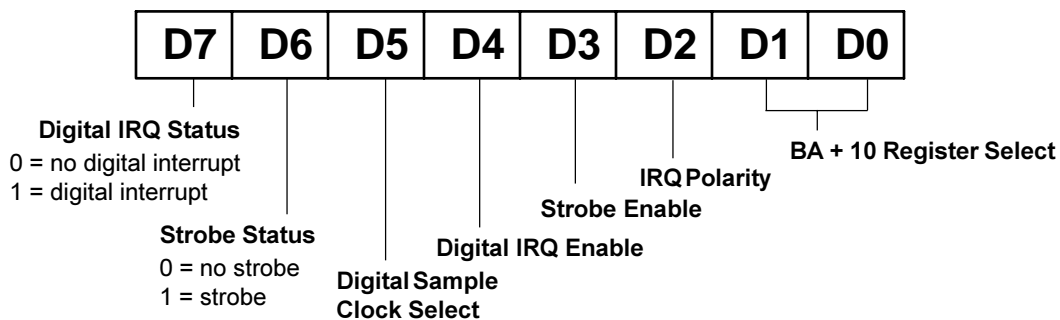 D7 D6 D5 D4 D3 D2 D1 D0
Digital IRQ Status
0 = no digital interrupt
1 = digital interrupt
Strobe Status
0 = no strobe
1 = strobe
Digital Sample
Clock Select
Digital IRQ Enable
Strobe Enable
IRQ Polarity
BA + 10 Register Select